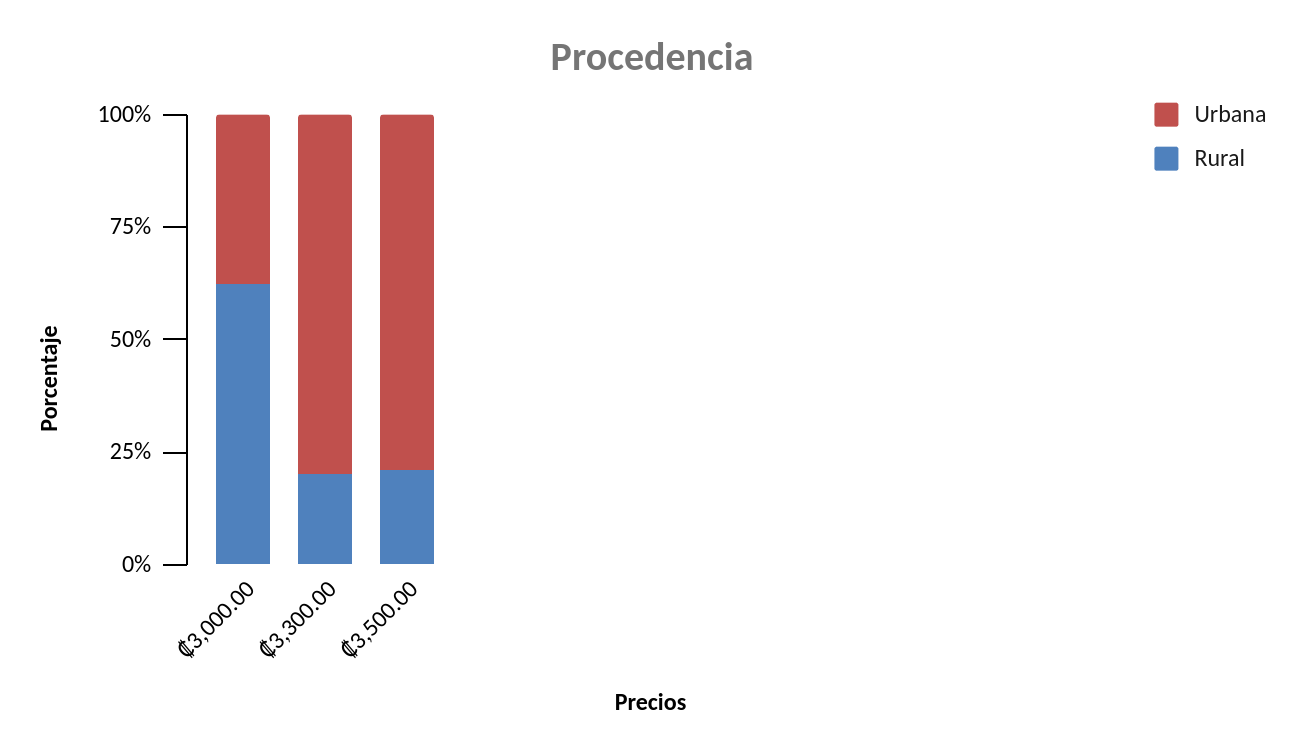 Procedencia
Urbana
Rural
Porcentaje
100%
75%
50%
25%
0%
₡3,000.00
₡3,300.00
₡3,500.00
Precios